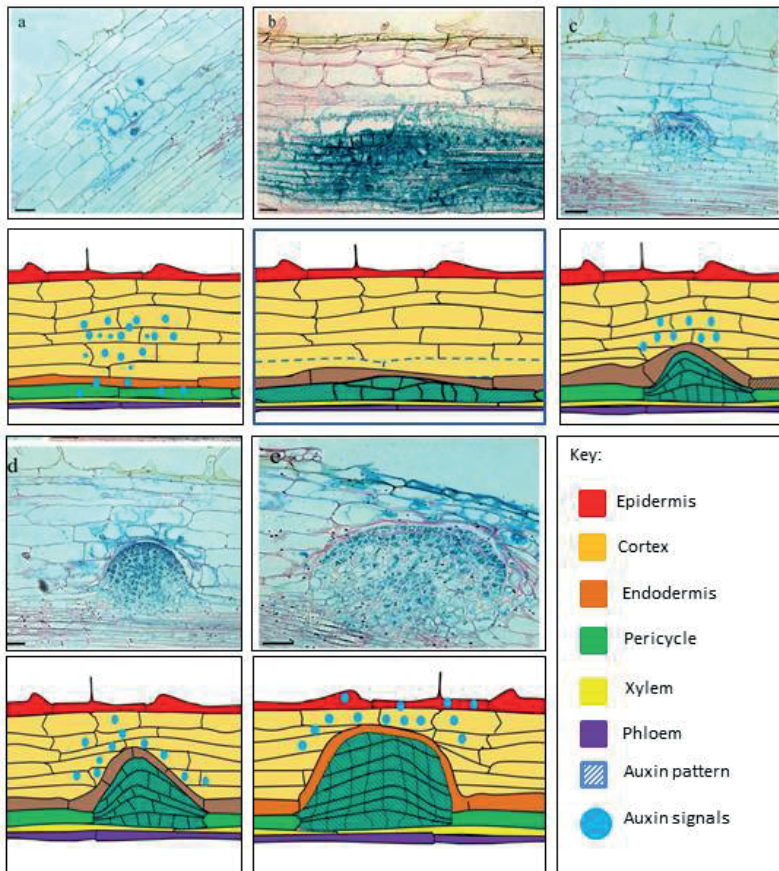 a
b
c
d
e
Key:
Epidermis
Cortex
Endodermis
Pericycle
Xylem
Phloem
Auxin pattern
Auxin signals